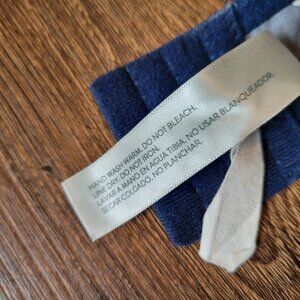 HAND WASH WARM, DO NOT BLEACH.
LINE DRY. DO NOT IRON.
LAVAR A MANO EN AGUA TIBIA, NO USAR BLANQUEADOR.
SECAR COLGADO. NO PLANCHAR.